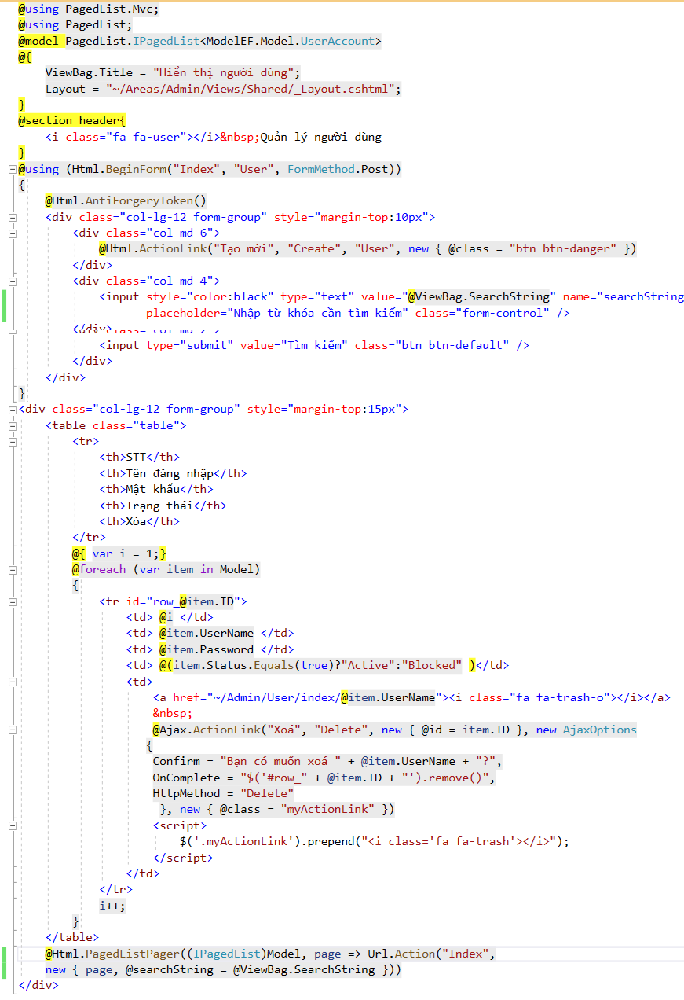 @using PagedList.Mvc;
@using PagedList;
@model PagedList.IPagedList<ModelEF.Model.UserAccount>
@{
    ViewBag.Title = "Hiển thị người dùng";
    Layout = "~/Areas/Admin/Views/Shared/_Layout.cshtml";
}
@section header{
    <i class="fa fa-user"></i>&nbsp;Quản lý người dùng
}
@using (Html.BeginForm("Index", "User", FormMethod.Post))
{
    @Html.AntiForgeryToken()
    <div class="col-lg-12 form-group" style="margin-top:10px">
        <div class="col-md-6">
            @Html.ActionLink("Tạo mới", "Create", "User", new { @class = "btn btn-danger" })
        </div>
        <div class="col-md-4">
            <input style="color:black" type="text" value="@ViewBag.SearchString" name="searchString
                   placeholder="Nhập từ khóa cần tìm kiếm" class="form-control" />
            <input type="submit" value="Tìm kiếm" class="btn btn-default" />
        </div>
    </div>
}
<div class="col-lg-12 form-group" style="margin-top:15px">
    <table class="table">
        <tr>
            <th>STT</th>
            <th>Tên đăng nhập</th>
            <th>Mật khẩu</th>
            <th>Trạng thái</th>
            <th>Xóa</th>
        </tr>
        @{ var i = 1;}
        @foreach (var item in Model)
        {
            <tr id="row_@item.ID">
                <td> @i </td>
                <td> @item.UserName </td>
                <td> @item.Password </td>
                <td> @(item.Status.Equals(true)?"Active":"Blocked" )</td>
                <td>
                    <a href="~/Admin/User/index/@item.UserName"><i class="fa fa-trash-o"></i></a>
                    &nbsp;
                    @Ajax.ActionLink("Xoá", "Delete", new { @id = item.ID }, new AjaxOptions
                   {
                    Confirm = "Bạn có muốn xoá " + @item.UserName + "?",
                    OnComplete = "$('#row_" + @item.ID + "').remove()",
                    HttpMethod = "Delete"
                     }, new { @class = "myActionLink" })
                    <script>
                        $('.myActionLink').prepend("<i class='fa fa-trash'></i>");
                    </script>
                </td>
            </tr>
            i++;
        }
    </table>
    @Html.PagedListPager((IPagedList)Model, page => Url.Action("Index",
    new { page, @searchString = @ViewBag.SearchString }))
</div>